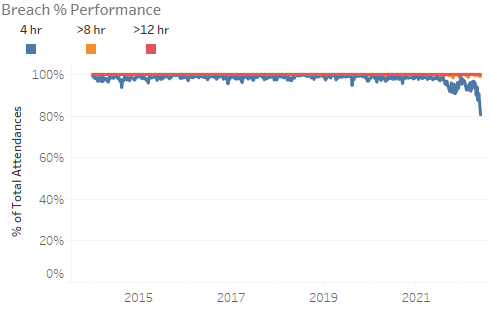 Breach % Performance
4 hr >8 hr >12 hr
100%
80%
60%
40%
20%
0%
% of Total Attendances
2015 2017 2019 2021